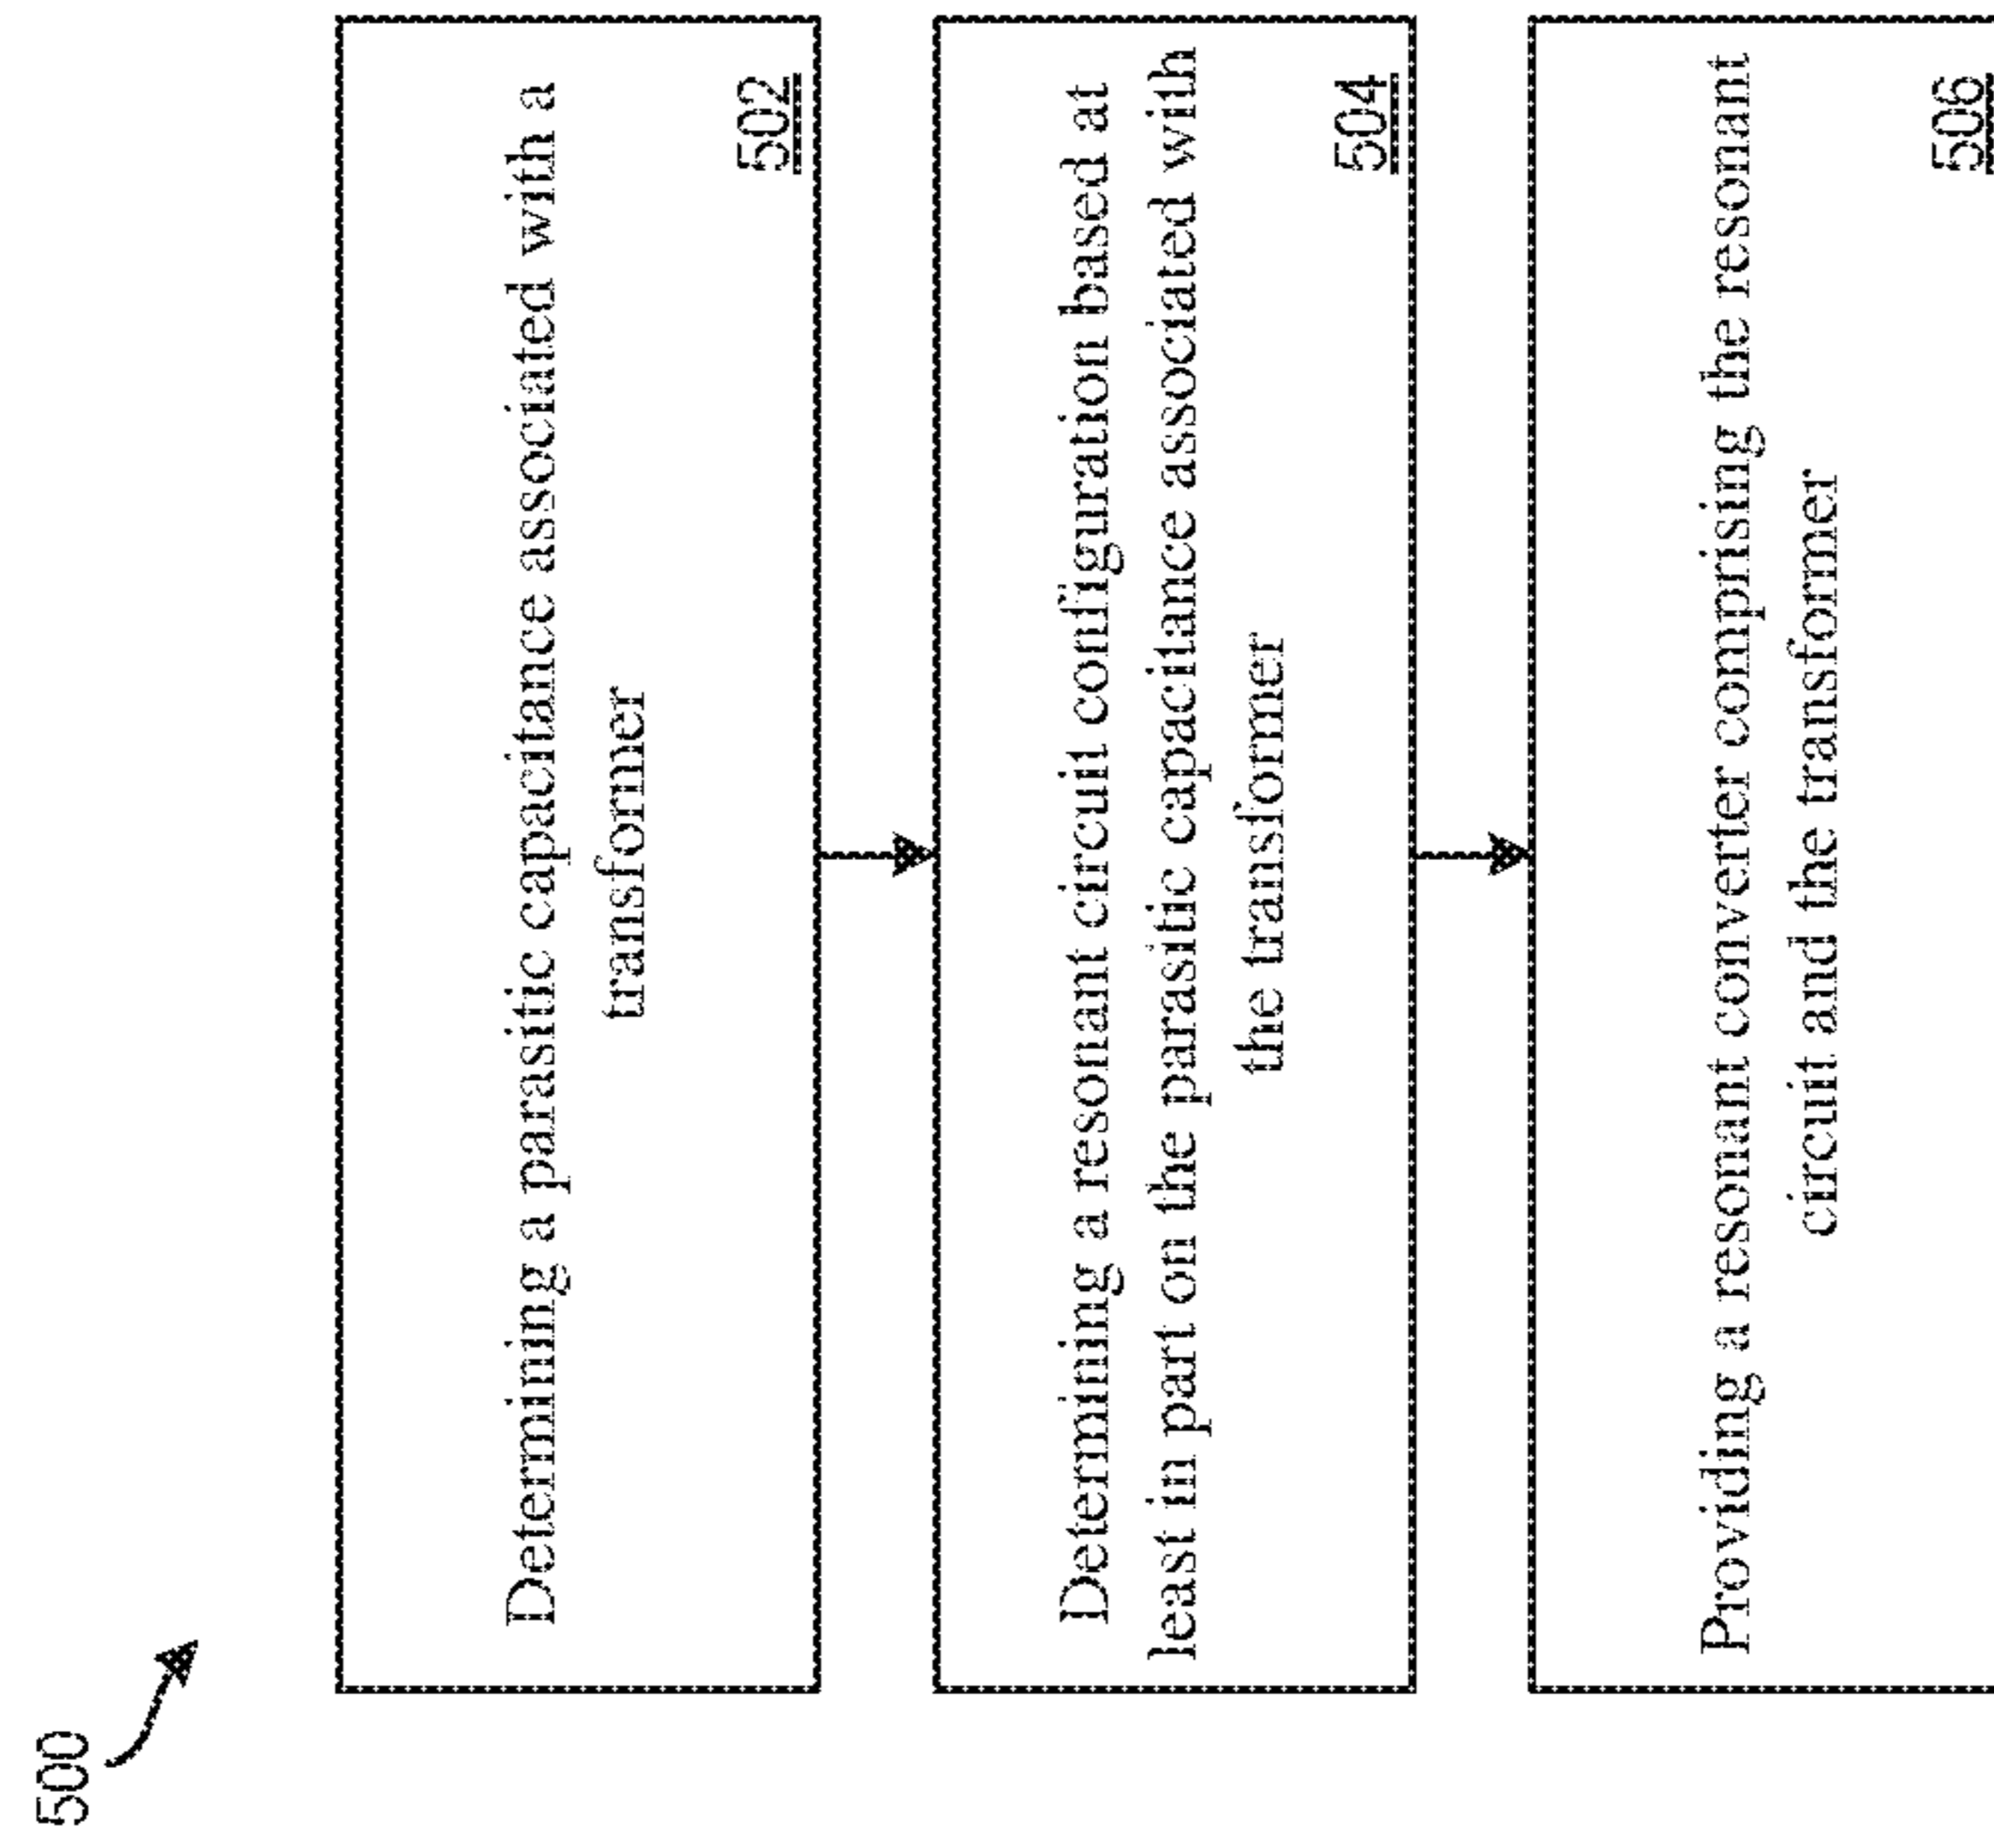 500
Determining a parasitic capacitance associated with a
transformer
502
Determining a resonant circuit configuration based at
least in part on the parasitic capacitance associated with
the transformer
504
Providing a resonant converter comprising the resonant
circuit and the transformer
506